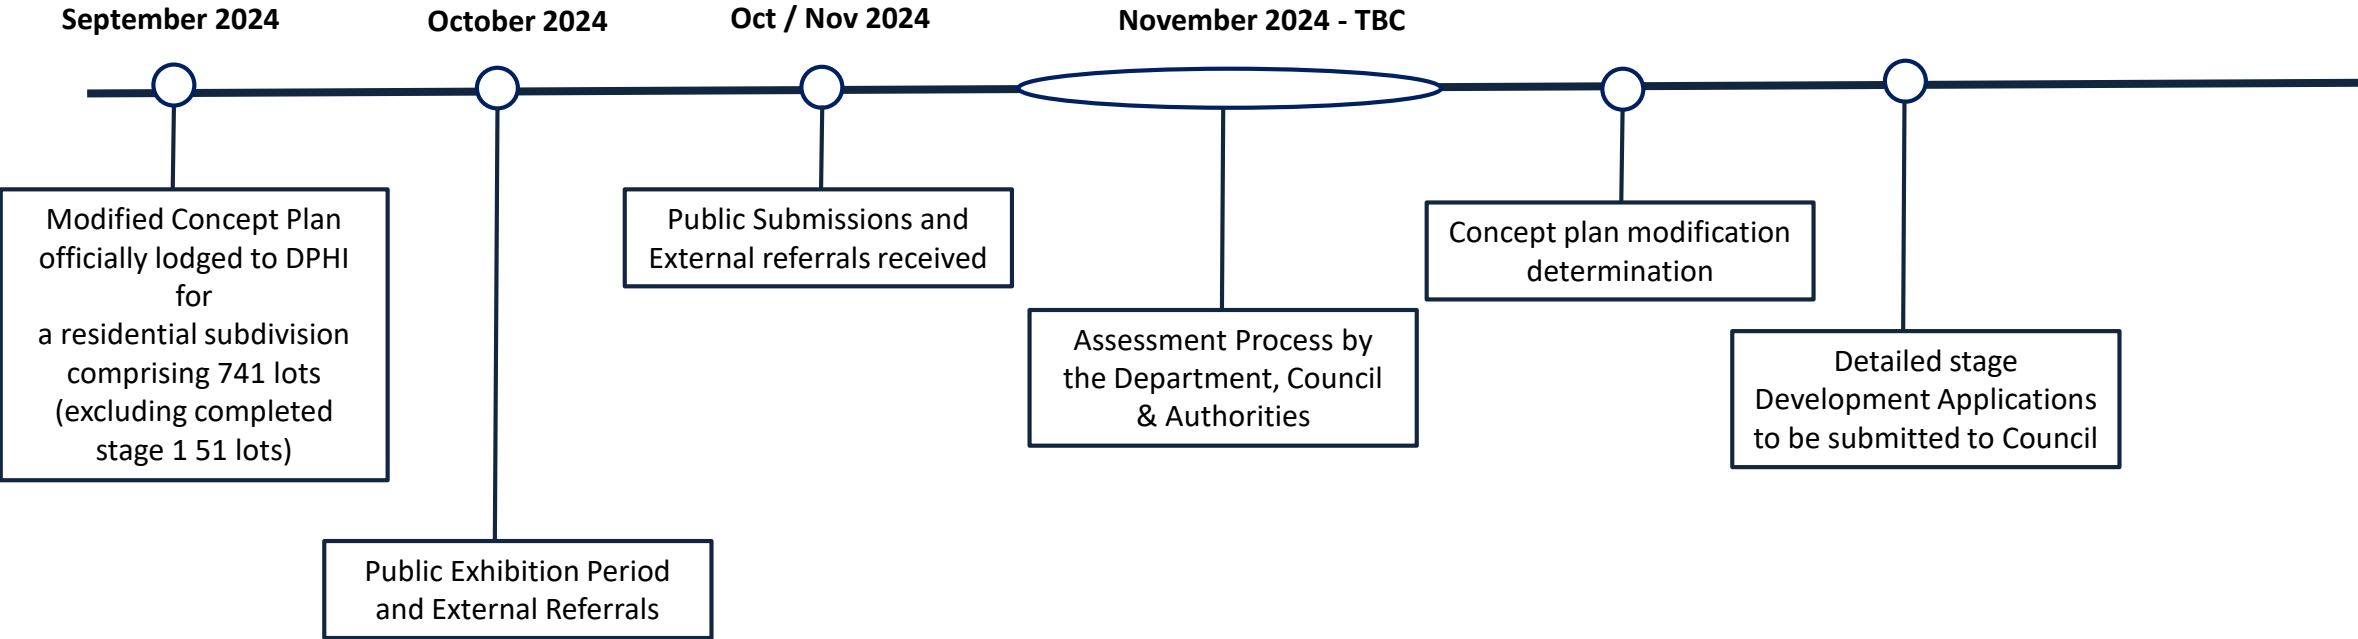 September 2024
October 2024
Oct / Nov 2024
November 2024 - TBC
Modified Concept Plan
officially lodged to DPHI
for
a residential subdivision
comprising 741 lots
(excluding completed
stage 1 51 lots)
Public Exhibition Period
and External Referrals
Public Submissions and
External referrals received
Assessment Process by
the Department, Council
& Authorities
Concept plan modification
determination
Detailed stage
Development Applications
to be submitted to Council